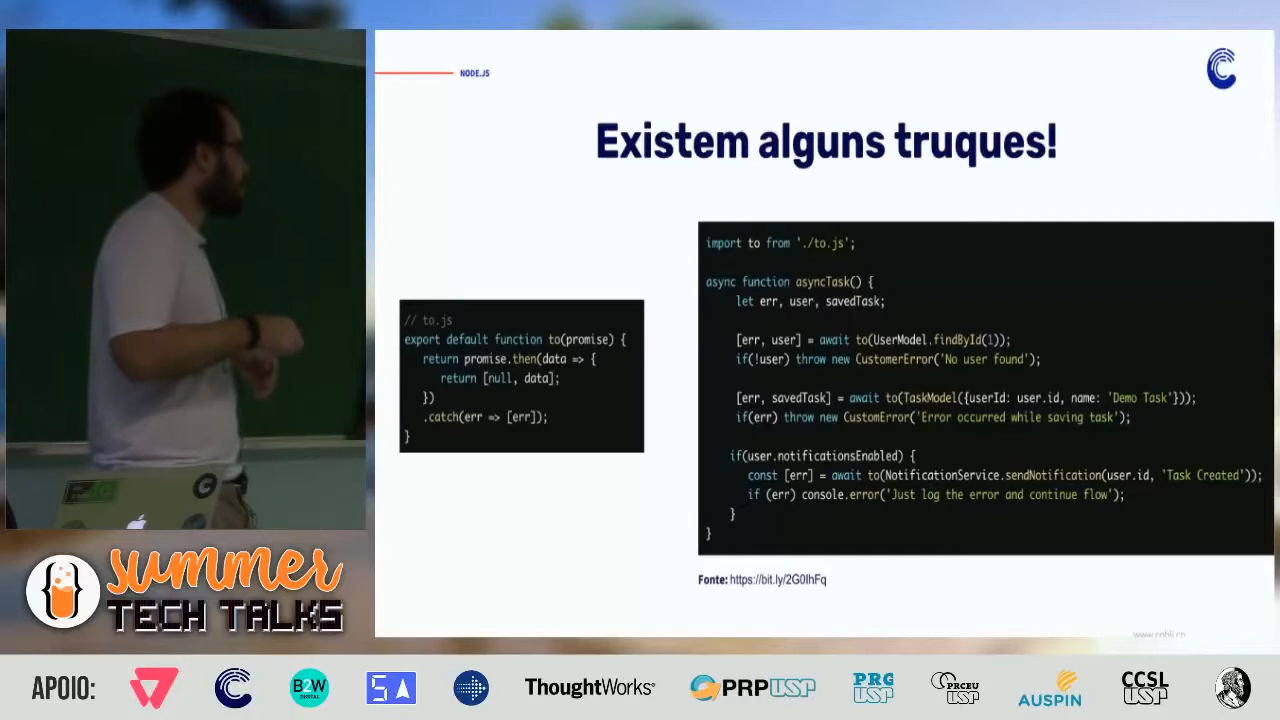 NODE.JS
Existem alguns truques!
// to.js
export default function to(promise) {
return promise.then(data => {
return [null, data];
})
.catch(err => [err]);
}
import to from './to.js';
async function asyncTask() {
let err, user, savedTask;
[err, user] = await to(UserModel.findById(1));
if(!user) throw new CustomerError('No user found');
[err, savedTask] = await to(TaskModel({userId: user.id, name: 'Demo Task'}));
if(err) throw new CustomError('Error occurred while saving task');
if(user.notificationsEnabled) {
const [err] = await to(NotificationService.sendNotification(user.id, 'Task Created'));
if (err) console.error('Just log the error and continue flow');
}
}
Fonte: https://bit.ly/2G0IhFq
summer
TECH TALKS
APOIO:
B2W
DIGITAL
ThoughtWorks
PRPUSP
PRG
USP
PRCEU
USP
AUSPIN
CCSL
USP